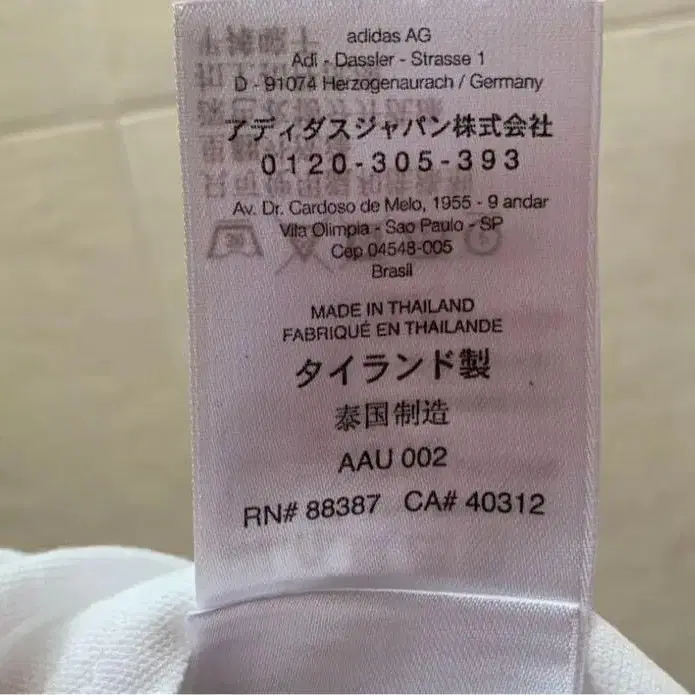 adidas AG
Adi - Dassler - Strasse 1
D - 91074 Herzogenaurach / Germany
アディダスジャパン株式会社
0120-305-393
Av. Dr. Cardoso de Melo, 1955 - 9 andar
Vila Olimpia - Sao Paulo - SP
Cep 04548-005
Brasil
MADE IN THAILAND
FABRIQUÉ EN THAILANDE
タイランド製
泰国制造
AAU 002
RN# 88387 CA# 40312